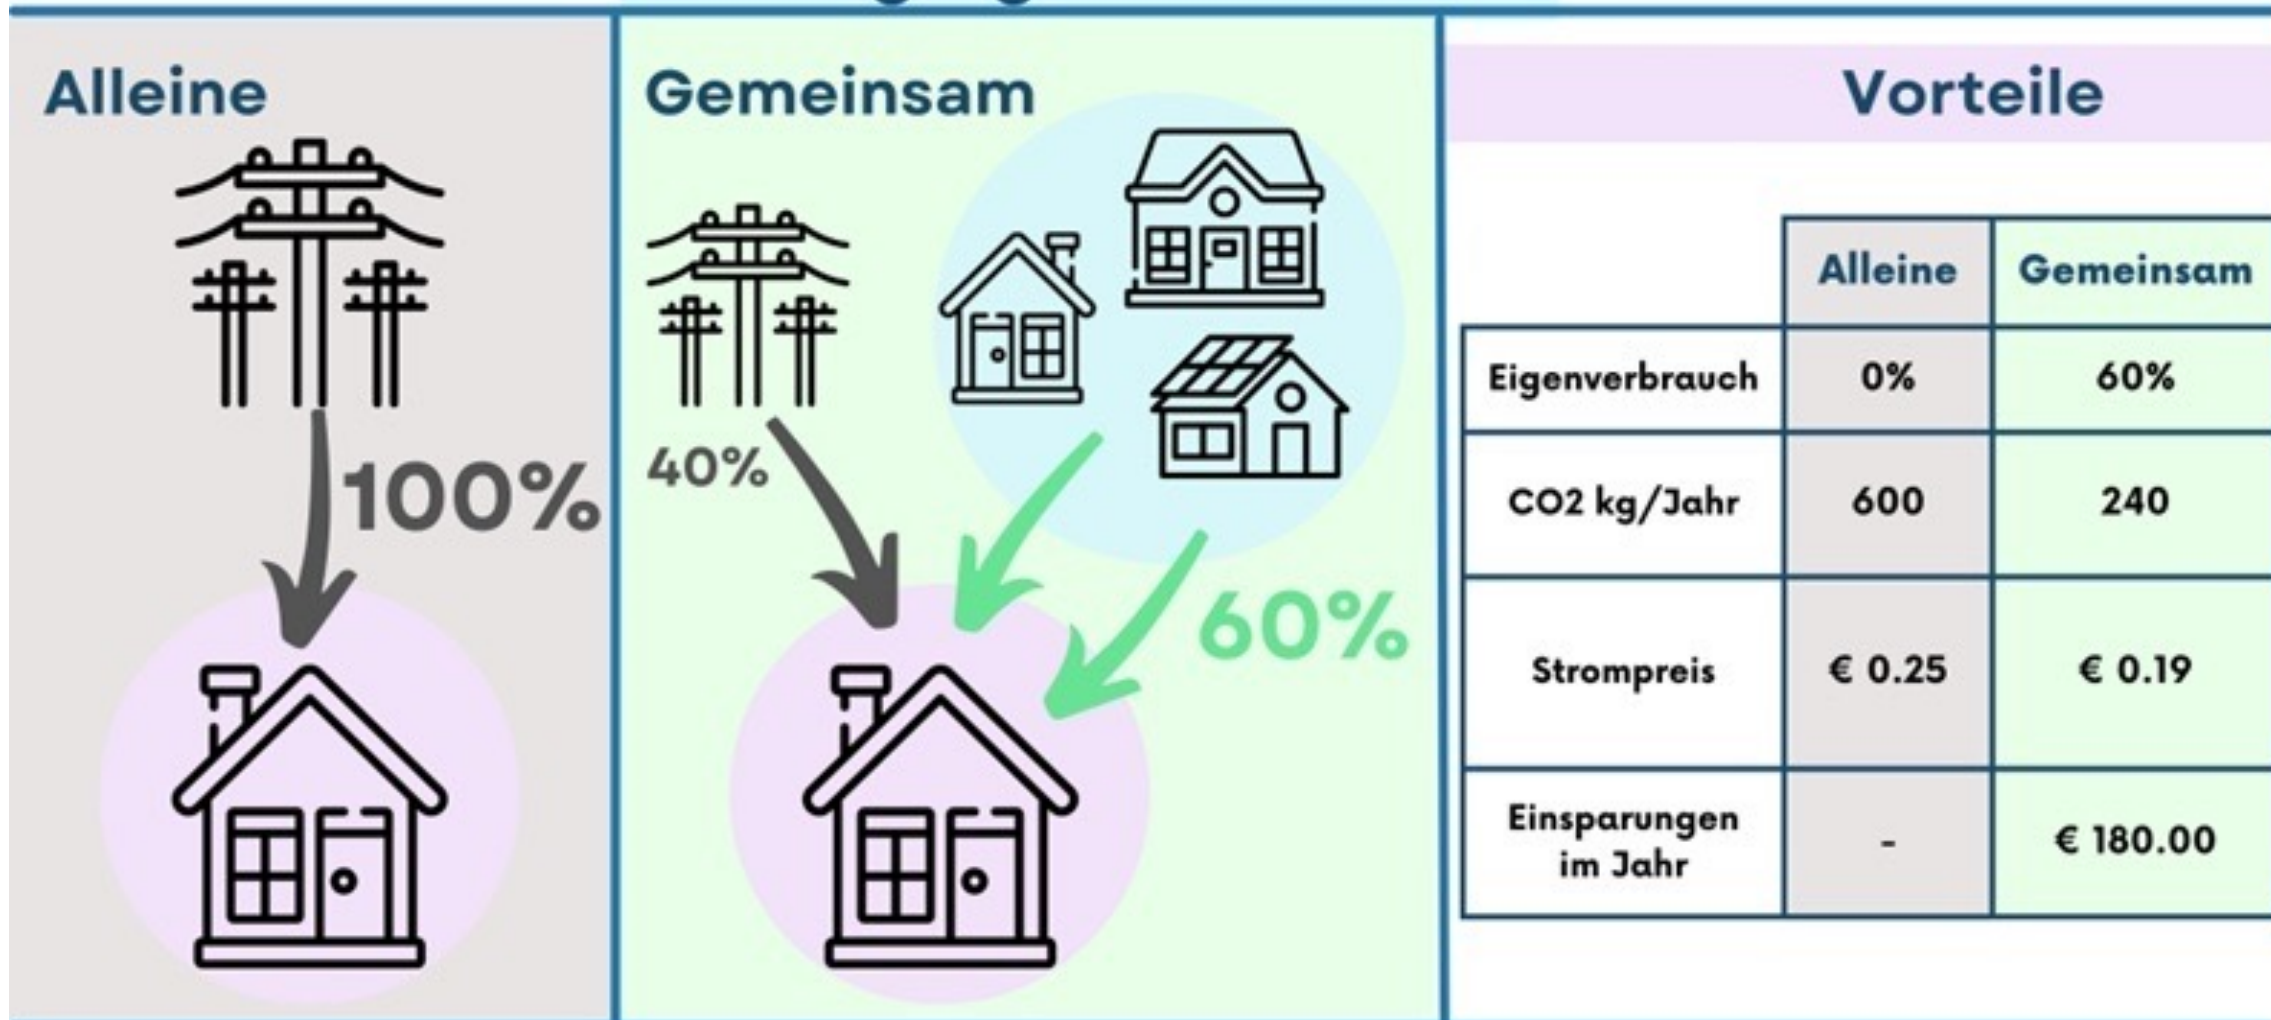 Alleine
100%
Gemeinsam
40%
60%
Vorteile
Alleine Gemeinsam
Eigenverbrauch 0% 60%
CO2 kg/Jahr 600 240
Strompreis € 0.25 € 0.19
Einsparungen
im Jahr - € 180.00